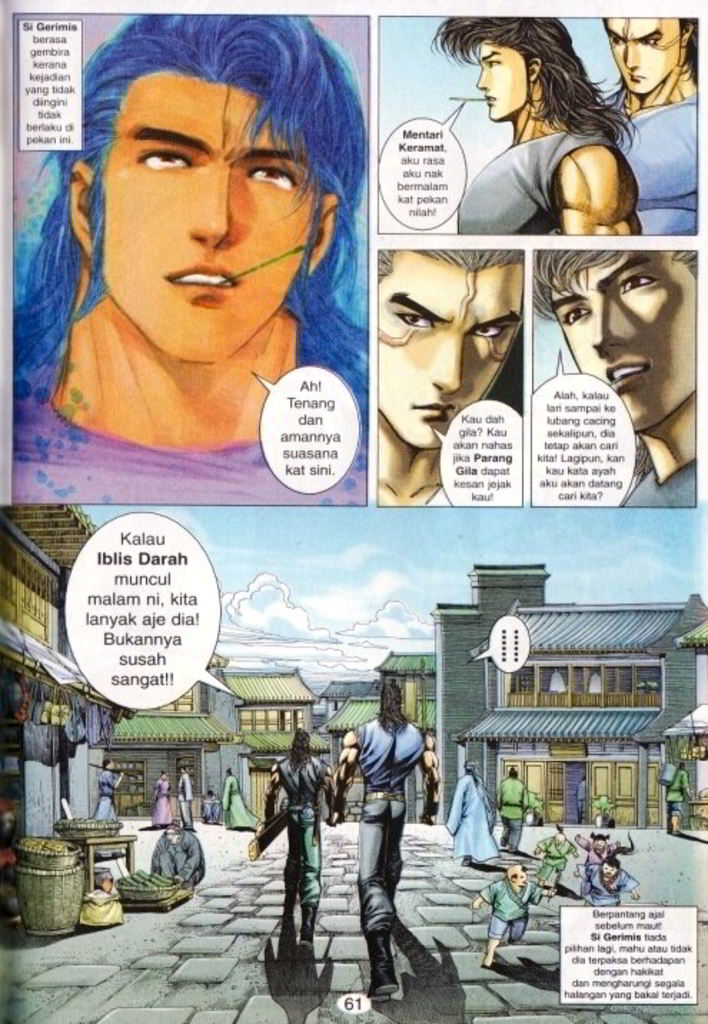 Si Gerimis
berasa
gembira
kerana
kejadian
yang tidak
diingini
tidak
berlaku di
pekan ini.
Ah!
Tenang
dan
amannya
suasana
kat sini.
Mentari
Keramat,
aku rasa
aku nak
bermalam
kat pekan
nilah!
Kau dah
gila? Kau
akan nahas
jika Parang
Gila dapat
kesan jejak
kau!
Alah, kalau
lari sampai ke
lubang cacing
sekalipun, dia
tetap akan cari
kita! Lagipun, kan
kau kata ayah
aku akan datang
cari kita?
Kalau
Iblis Darah
muncul
malam ni, kita
lanyak aje dia!
Bukannya
susah
sangat!!
Berpantang ajal
sebelum maut!
Si Gerimis tiada
pilihan lagi, mahu atau tidak
dia terpaksa berhadapan
dengan hakikat
dan mengharungi segala
halangan yang bakal terjadi.
61